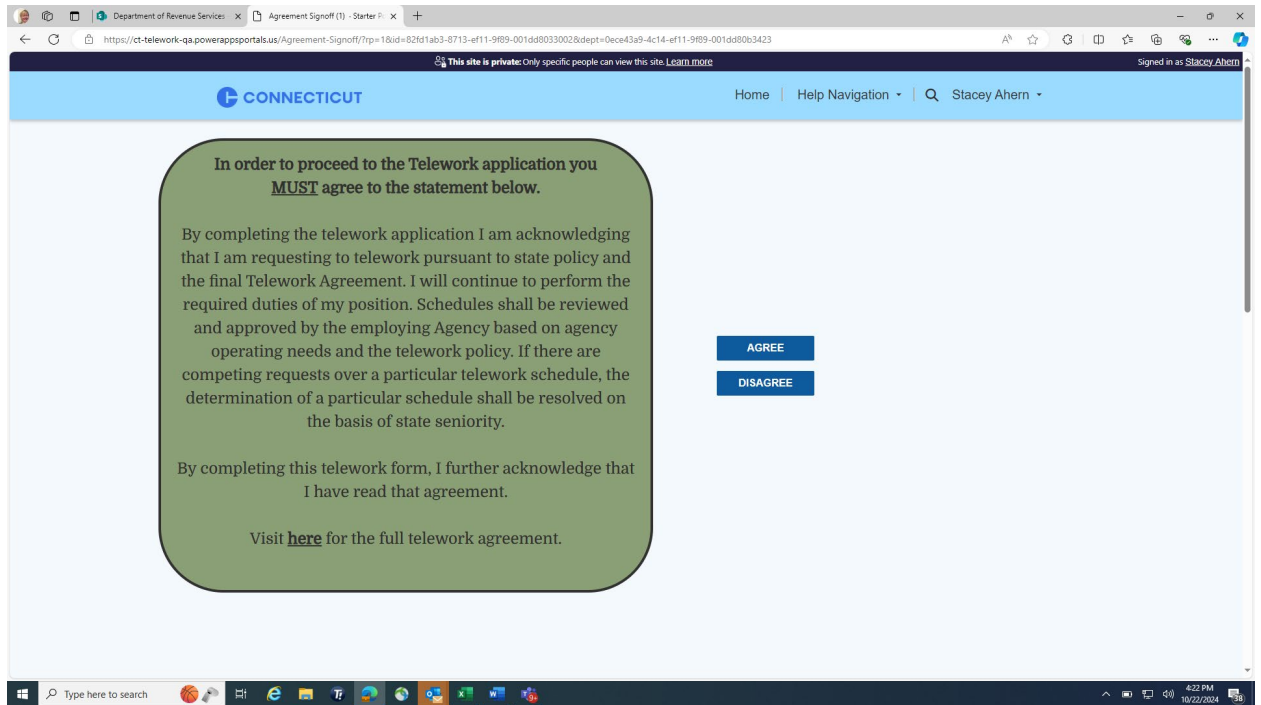 Department of Revenue Services
Agreement Signoff (1) - Starter P
https://ct-telework-qa.powerappsportals.us/Agreement-Signoff/?rp=1&id=82fd1ab3-8713-ef11-9f89-001dd8033002&dept=0ece43a9-4c14-ef11-9f89-001dd80b3423
This site is private: Only specific people can view this site. Learn more
Signed in as Stacey Ahern
CONNECTICUT
Home | Help Navigation | Stacey Ahern
In order to proceed to the Telework application you
MUST agree to the statement below.
By completing the telework application I am acknowledging
that I am requesting to telework pursuant to state policy and
the final Telework Agreement. I will continue to perform the
required duties of my position. Schedules shall be reviewed
and approved by the employing Agency based on agency
operating needs and the telework policy. If there are
competing requests over a particular telework schedule, the
determination of a particular schedule shall be resolved on
the basis of state seniority.
By completing this telework form, I further acknowledge that
I have read that agreement.
Visit here for the full telework agreement.
AGREE
DISAGREE
Type here to search
4:22 PM
10/22/2024
38